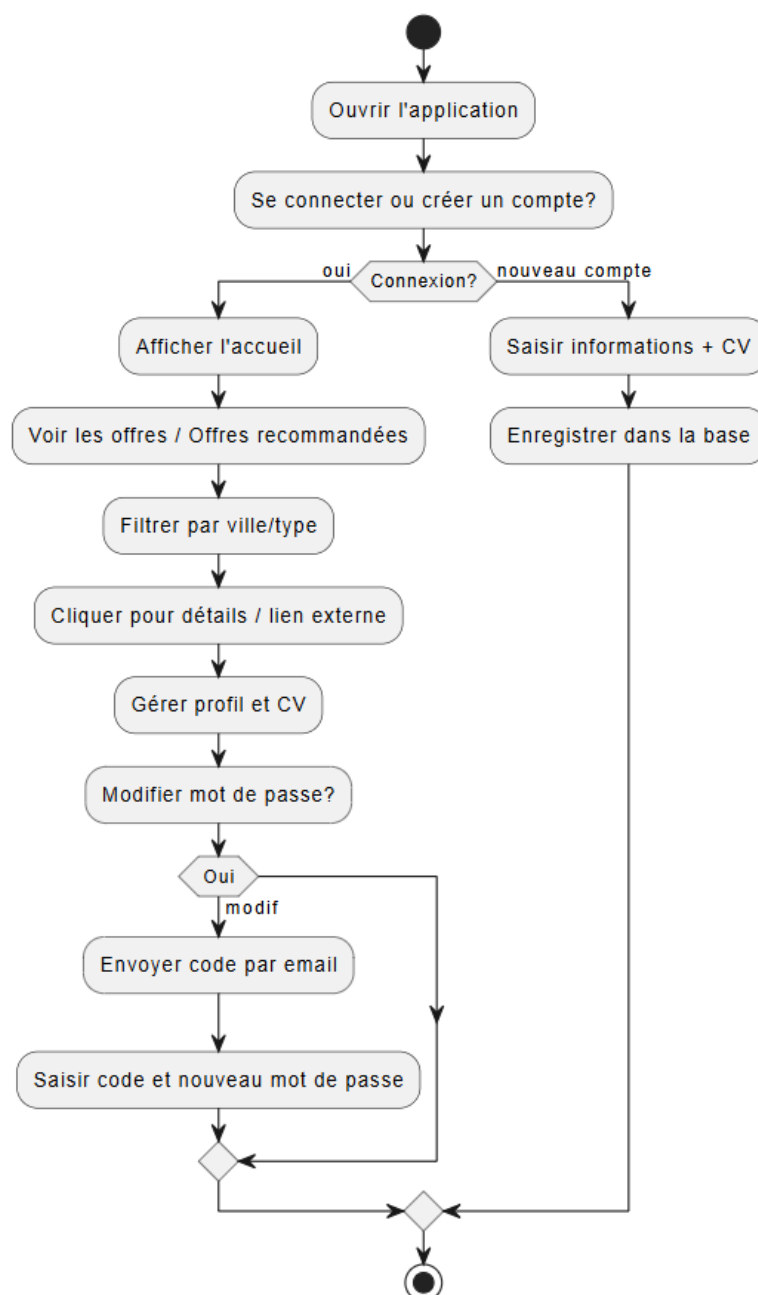 Ouvrir l'application
Se connecter ou créer un compte?
oui
Connexion?
nouveau compte
Afficher l'accueil
Saisir informations + CV
Voir les offres / Offres recommandées
Enregistrer dans la base
Filtrer par ville/type
Cliquer pour détails / lien externe
Gérer profil et CV
Modifier mot de passe?
Oui
modif
Envoyer code par email
Saisir code et nouveau mot de passe